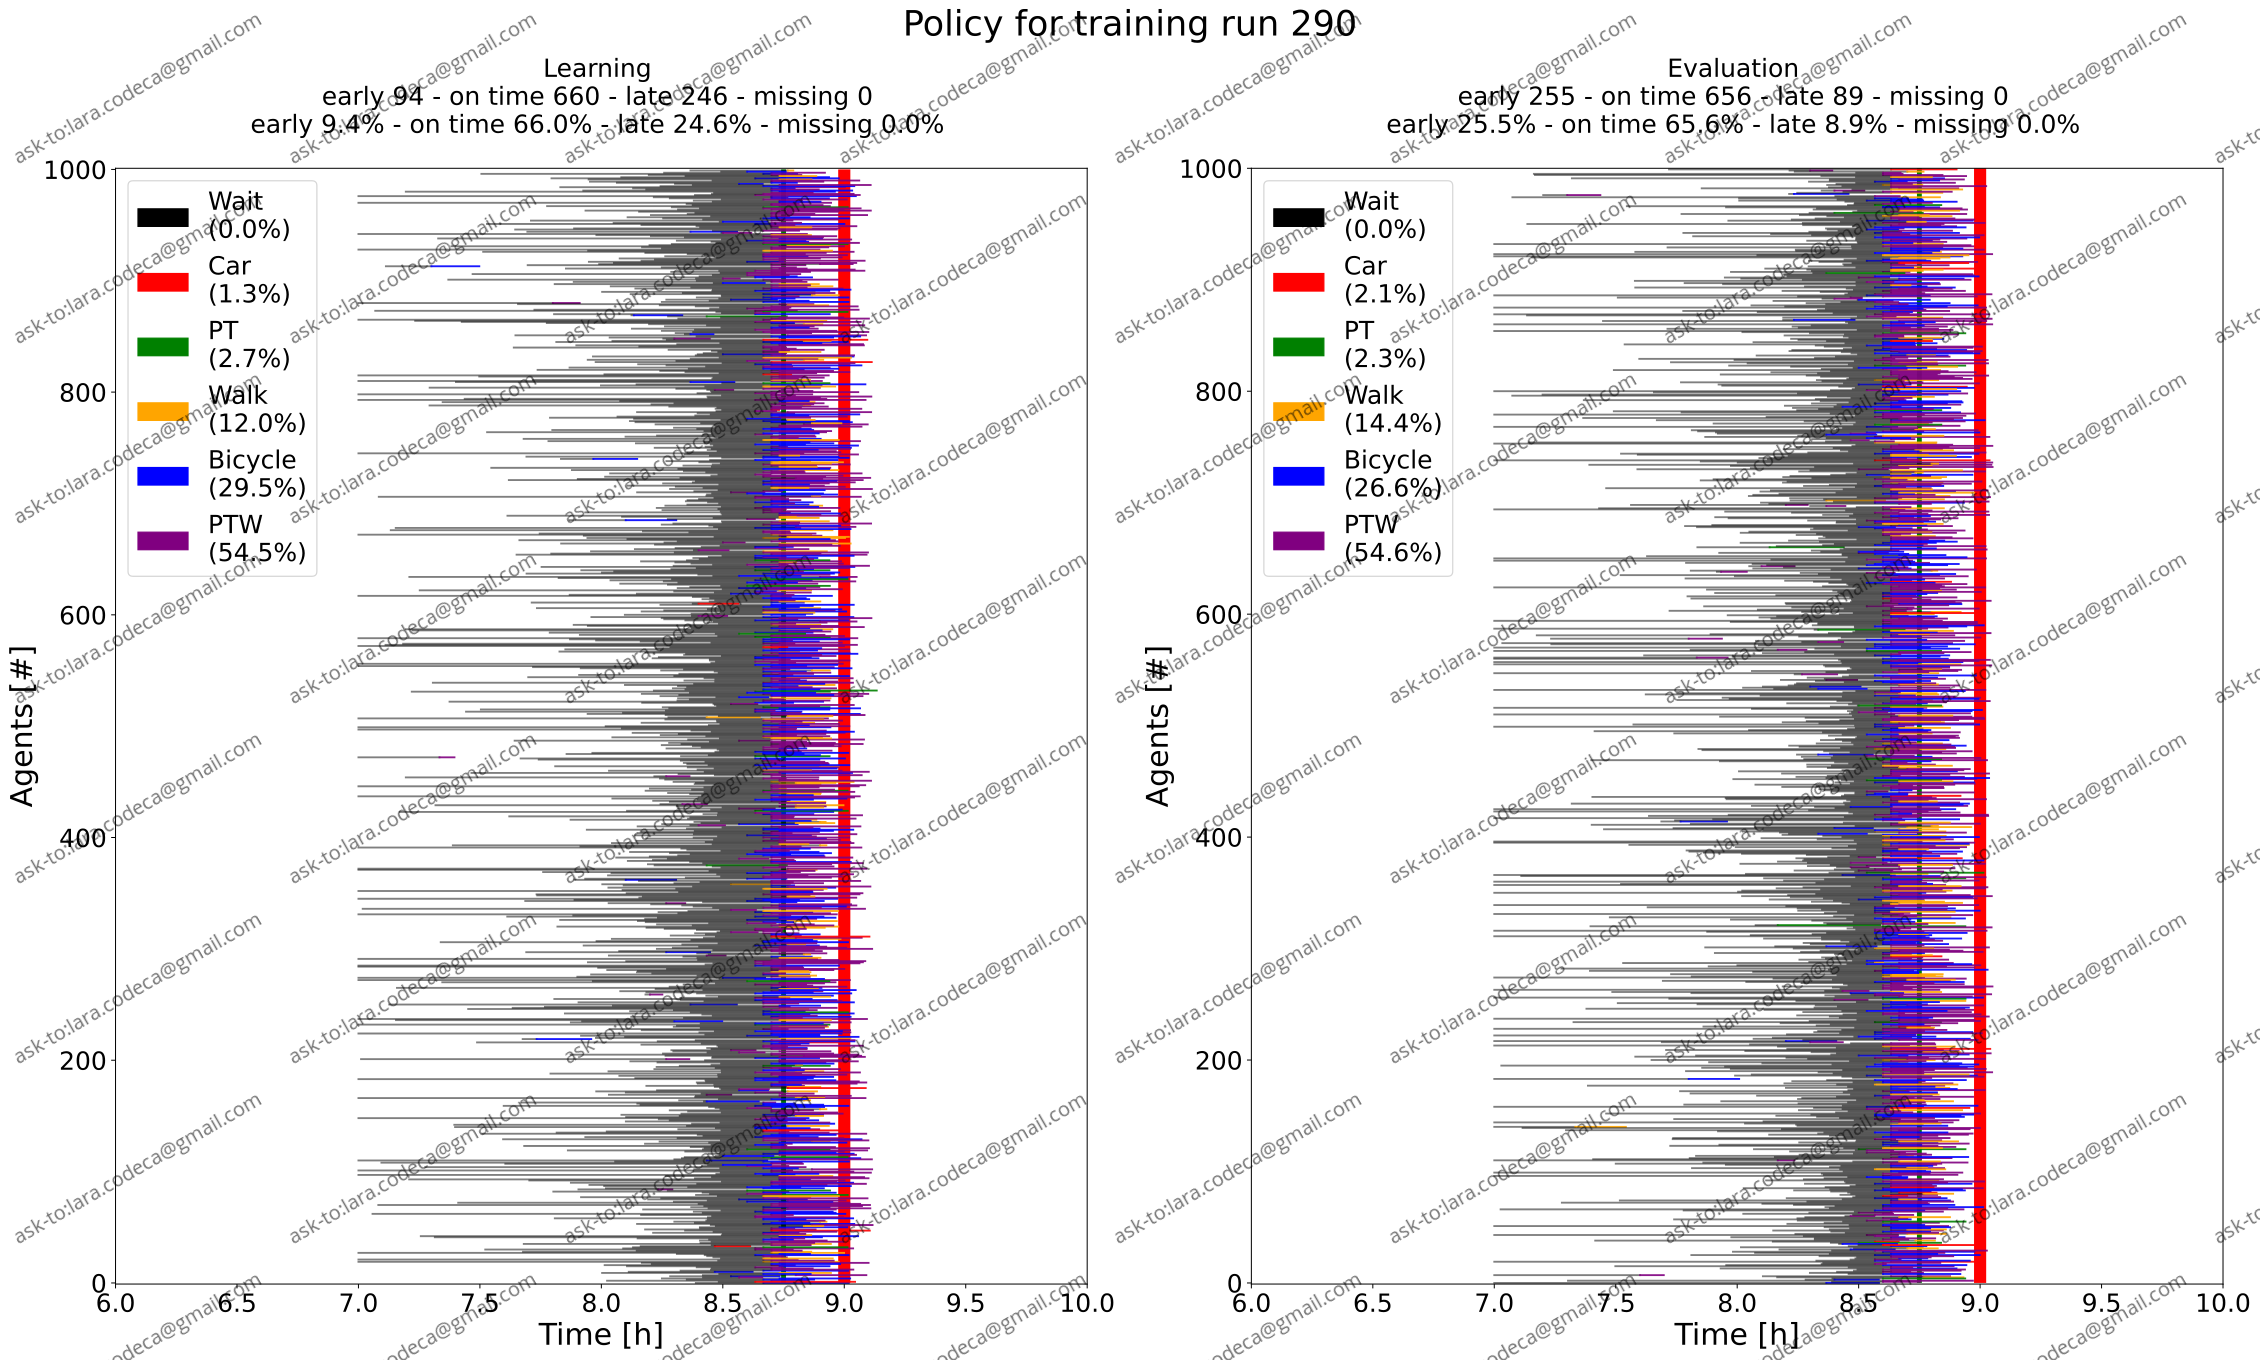 Policy for training run 290
Learning
early 94 - on time 660 - late 246 - missing 0
early 9.4% - on time 66.0% - late 24.6% - missing 0.0%
1000
800
600
400
200
0
Agents [#]
Wait
(0.0%)
Car
(1.3%)
PT
(2.7%)
Walk
(12.0%)
Bicycle
(29.5%)
PTW
(54.5%)
6.0 6.5 7.0 7.5 8.0 8.5 9.0 9.5 10.0
Time [h]
Evaluation
early 255 - on time 656 - late 89 - missing 0
early 25.5% - on time 65.6% - late 8.9% - missing 0.0%
1000
800
600
400
200
0
Agents [#]
Wait
(0.0%)
Car
(2.1%)
PT
(2.3%)
Walk
(14.4%)
Bicycle
(26.6%)
PTW
(54.6%)
6.0 6.5 7.0 7.5 8.0 8.5 9.0 9.5 10.0
Time [h]
ask-to:lara.codeca@gmail.com